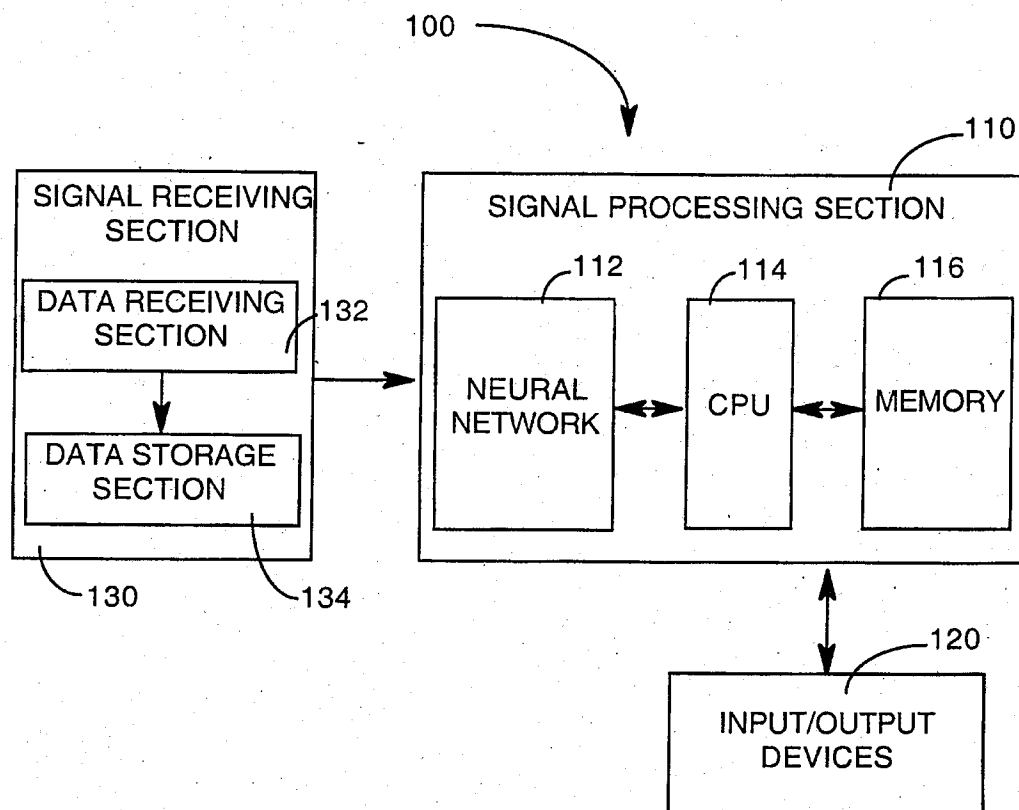 100
110
SIGNAL RECEIVING
SECTION
DATA RECEIVING
SECTION
132
DATA STORAGE
SECTION
130
134
SIGNAL PROCESSING SECTION
112
114
116
NEURAL
NETWORK
CPU
MEMORY
120
INPUT/OUTPUT
DEVICES